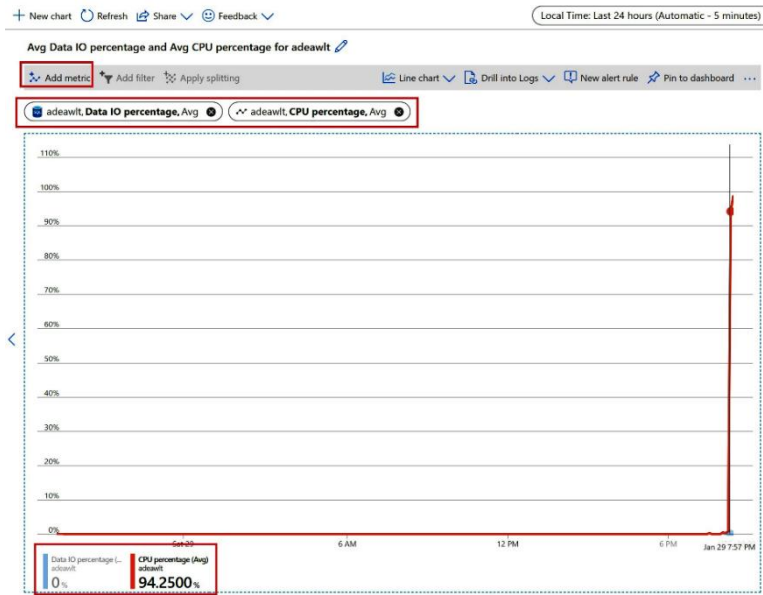 New chart Refresh Share Feedback Local Time: Last 24 hours (Automatic - 5 minutes)
Avg Data IO percentage and Avg CPU percentage for adeawlt
Add metric Add filter Apply splitting Line chart Drill into Logs New alert rule Pin to dashboard ...
adeawlt, Data IO percentage, Avg adeawlt, CPU percentage, Avg
110%
100%
90%
80%
70%
60%
50%
40%
30%
20%
10%
0%
Sat 29 6 AM 12 PM 6 PM Jan 29 7:57 PM
Data IO percentage (... CPU percentage (Avg)
adeawlt adeawlt
0 % 94.2500 %